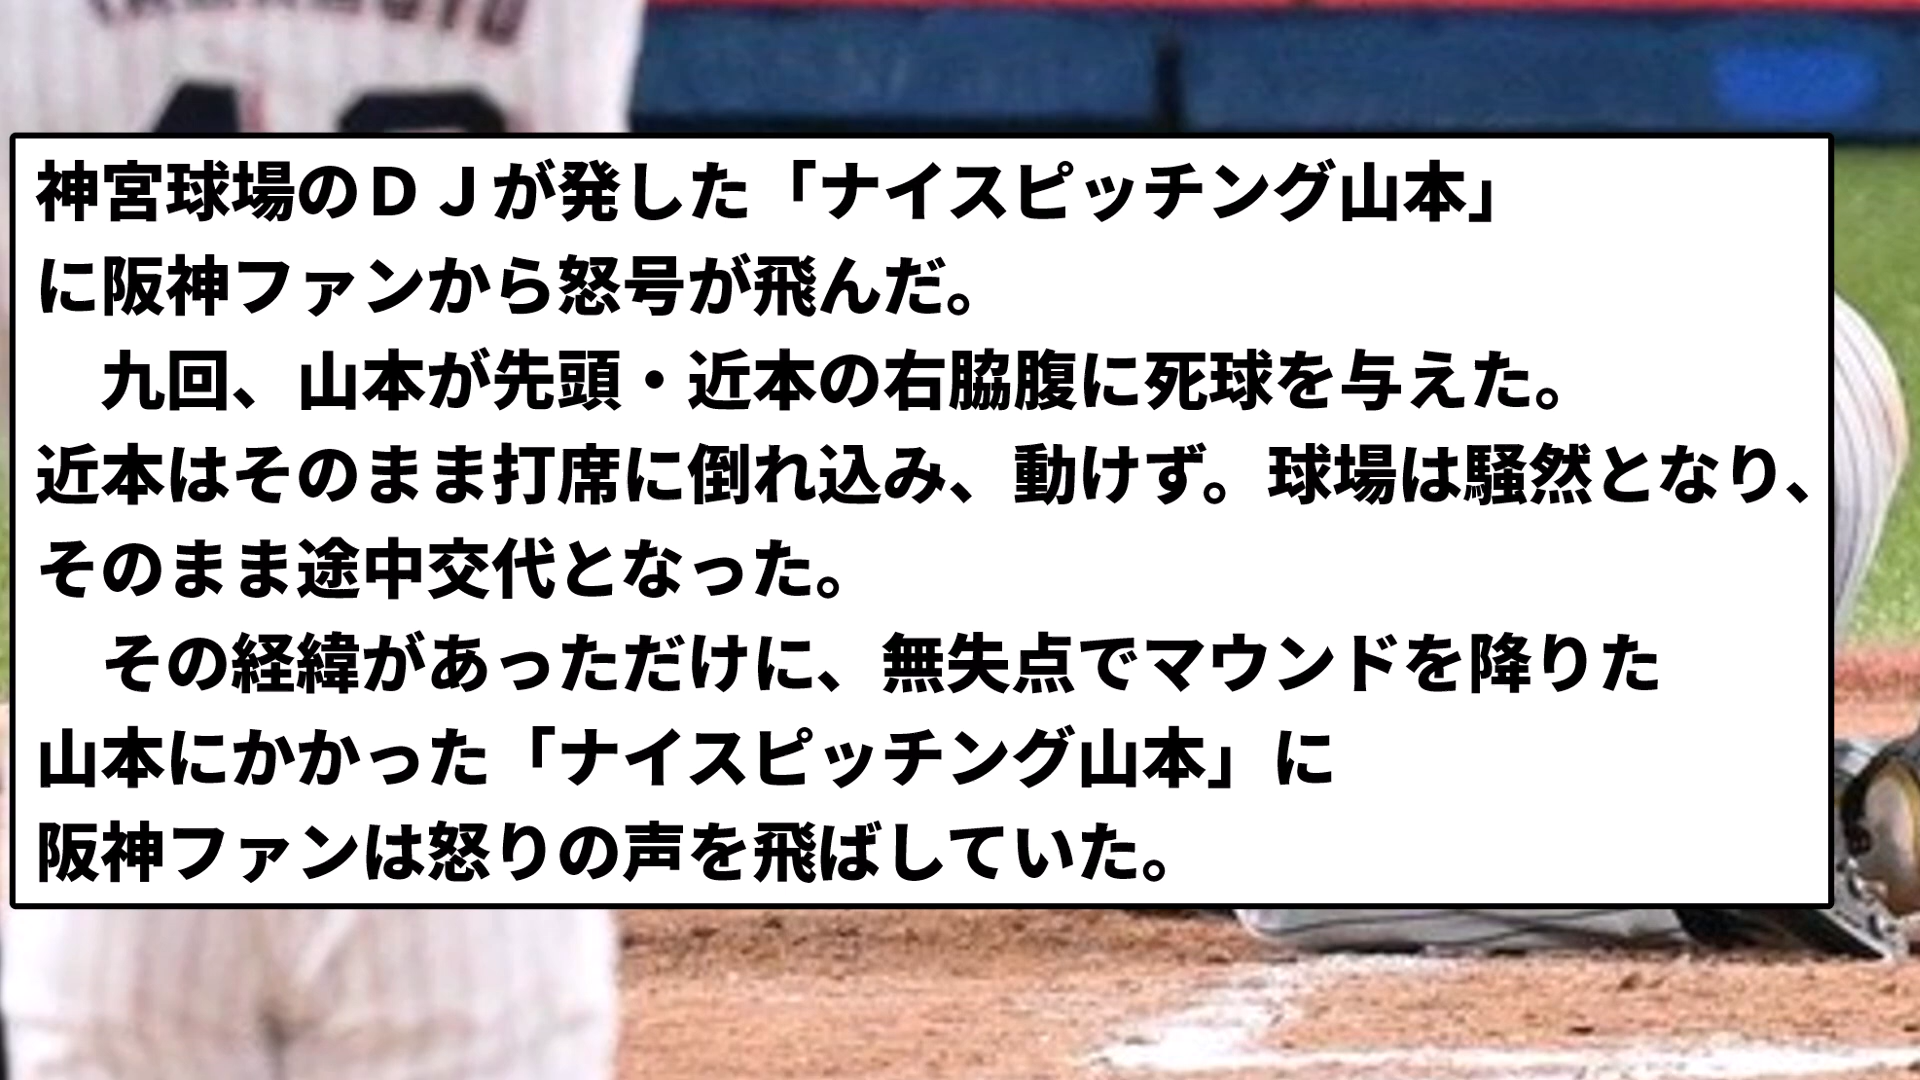 神宮球場のＤＪが発した「ナイスピッチング山本」
に阪神ファンから怒号が飛んだ。
　九回、山本が先頭・近本の右脇腹に死球を与えた。
近本はそのまま打席に倒れ込み、動けず。球場は騒然となり、
そのまま途中交代となった。
　その経緯があっただけに、無失点でマウンドを降りた
山本にかかった「ナイスピッチング山本」に
阪神ファンは怒りの声を飛ばしていた。